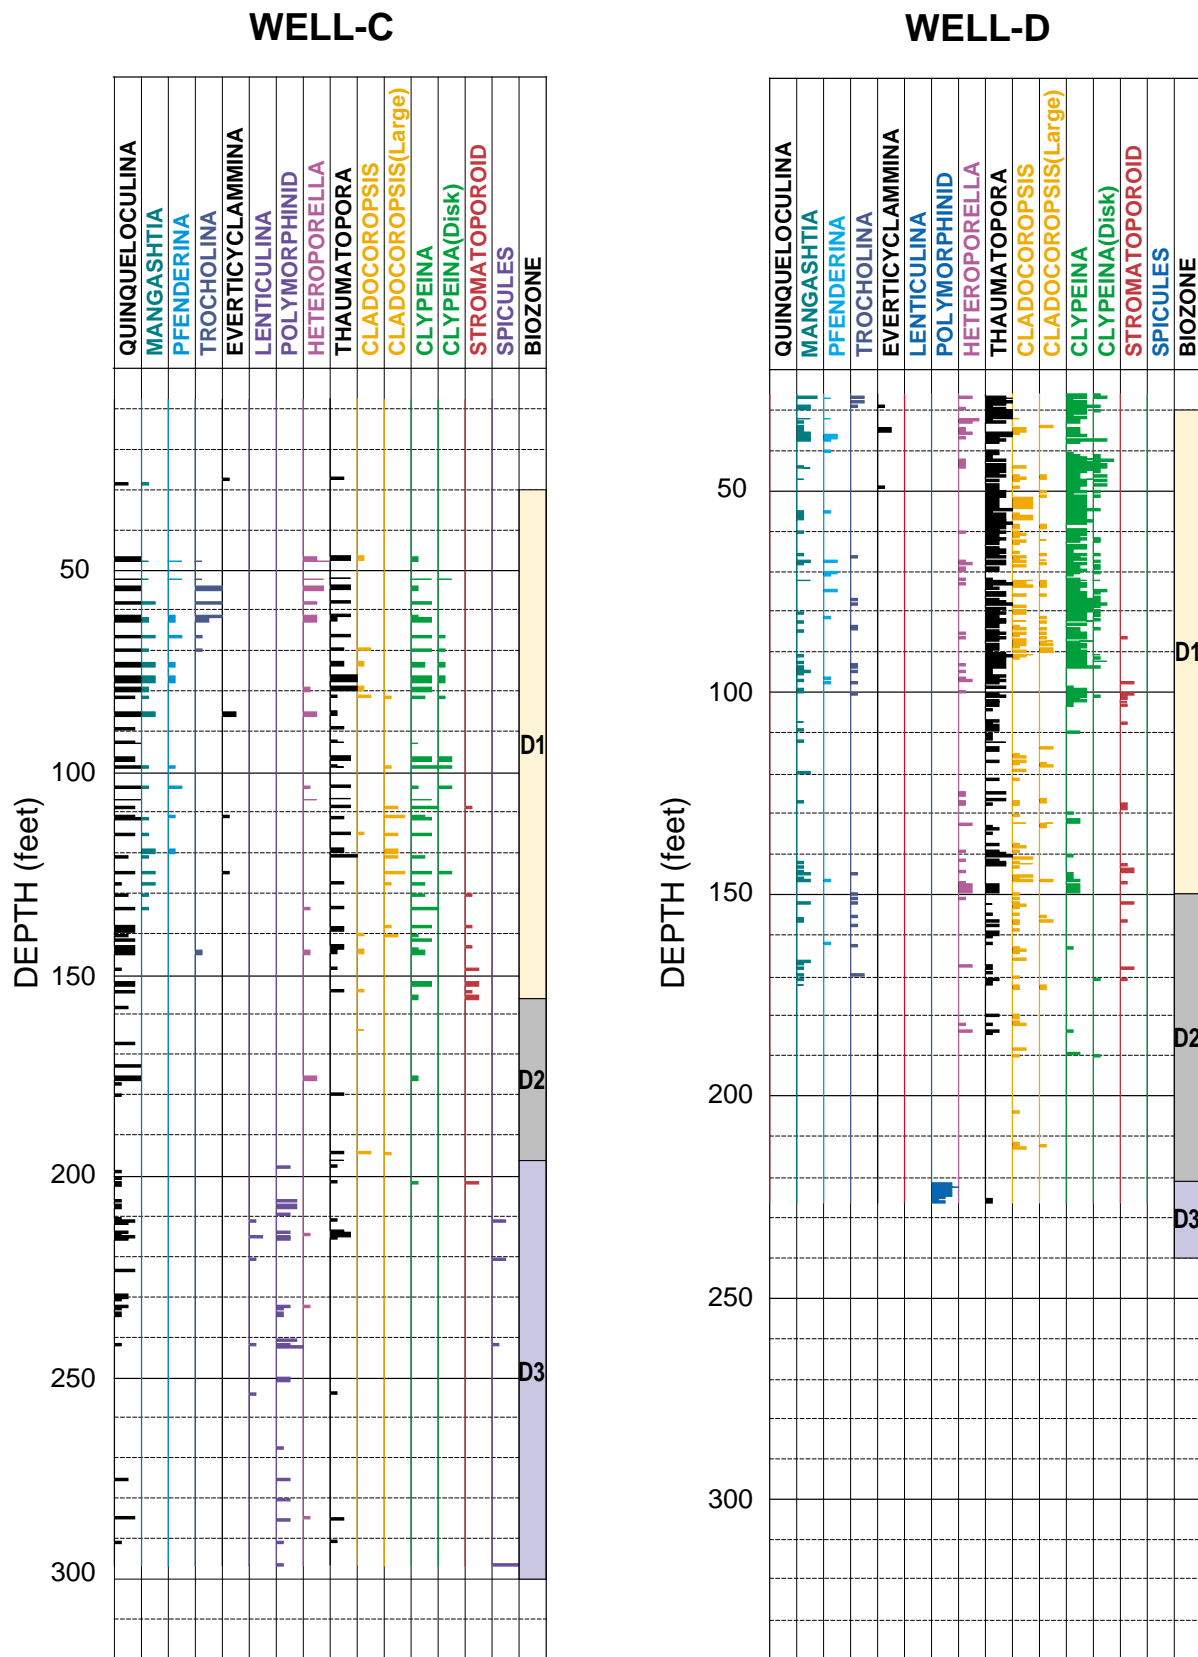 WELL-C
QUINQUELOCULINA
MANGASHTIA
PFENDERINA
TROCHOLINA
EVERTICYCLAMMINA
LENTICULINA
POLYMORPHINID
HETEROPORELLA
THAUMATOPORA
CLADOCOROPSIS
CLADOCOROPSIS(Large)
CLYPEINA
CLYPEINA(Disk)
STROMATOPOROID
SPICULES
BIOZONE
DEPTH (feet)
50
100
150
200
250
300
D1
D2
D3
WELL-D
QUINQUELOCULINA
MANGASHTIA
PFENDERINA
TROCHOLINA
EVERTICYCLAMMINA
LENTICULINA
POLYMORPHINID
HETEROPORELLA
THAUMATOPORA
CLADOCOROPSIS
CLADOCOROPSIS(Large)
CLYPEINA
CLYPEINA(Disk)
STROMATOPOROID
SPICULES
BIOZONE
DEPTH (feet)
50
100
150
200
250
300
D1
D2
D3